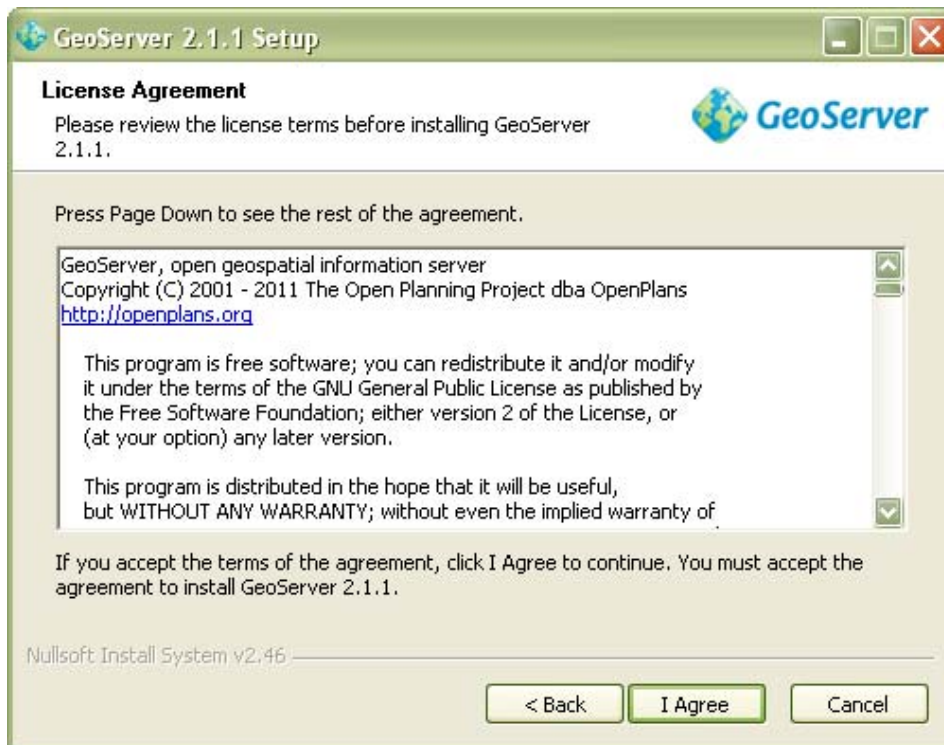 GeoServer 2.1.1 Setup
License Agreement
Please review the license terms before installing GeoServer
2.1.1.
GeoServer
Press Page Down to see the rest of the agreement.
GeoServer, open geospatial information server
Copyright (C) 2001 - 2011 The Open Planning Project dba OpenPlans
http://openplans.org
This program is free software; you can redistribute it and/or modify
it under the terms of the GNU General Public License as published by
the Free Software Foundation; either version 2 of the License, or
(at your option) any later version.
This program is distributed in the hope that it will be useful,
but WITHOUT ANY WARRANTY; without even the implied warranty of
If you accept the terms of the agreement, click I Agree to continue. You must accept the
agreement to install GeoServer 2.1.1.
Nullsoft Install System v2.46
< Back
I Agree
Cancel